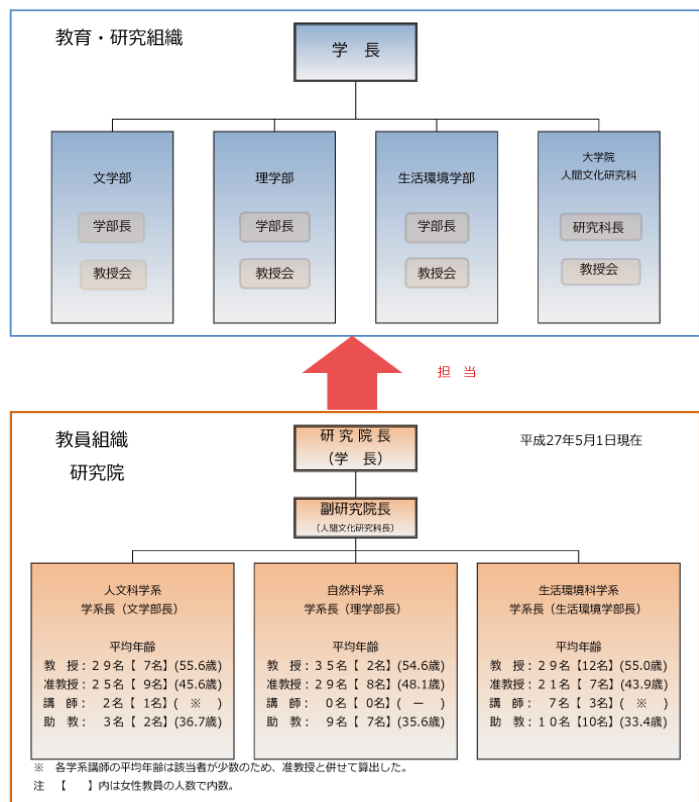 教育・研究組織
学　長
文学部
学部長
教授会
理学部
学部長
教授会
生活環境学部
学部長
教授会
大学院
人間文化研究科
研究科長
教授会
担　当
教員組織
研究院
平成27年5月1日現在
研 究 院 長
（学　長）
副研究院長
（人間文化研究科長）
人文科学系
学系長（文学部長）
平均年齢
教　授：２９名【　7名】(55.6歳)
准教授：２５名【　9名】(45.6歳)
講　師：　２名【　1名】(　※　)
助　教：　３名【　2名】(36.7歳)
自然科学系
学系長（理学部長）
平均年齢
教　授：３５名【　2名】(54.6歳)
准教授：２９名【　8名】(48.1歳)
講　師：　０名【　0名】(　－　)
助　教：　９名【　7名】(35.6歳)
生活環境科学系
学系長（生活環境学部長）
平均年齢
教　授：２９名【12名】(55.0歳)
准教授：２１名【　7名】(43.9歳)
講　師：　７名【　3名】(　※　)
助　教：１０名【10名】(33.4歳)
※　各学系講師の平均年齢は該当者が少数のため、准教授と併せて算出した。
注　【　　】内は女性教員の人数で内数。